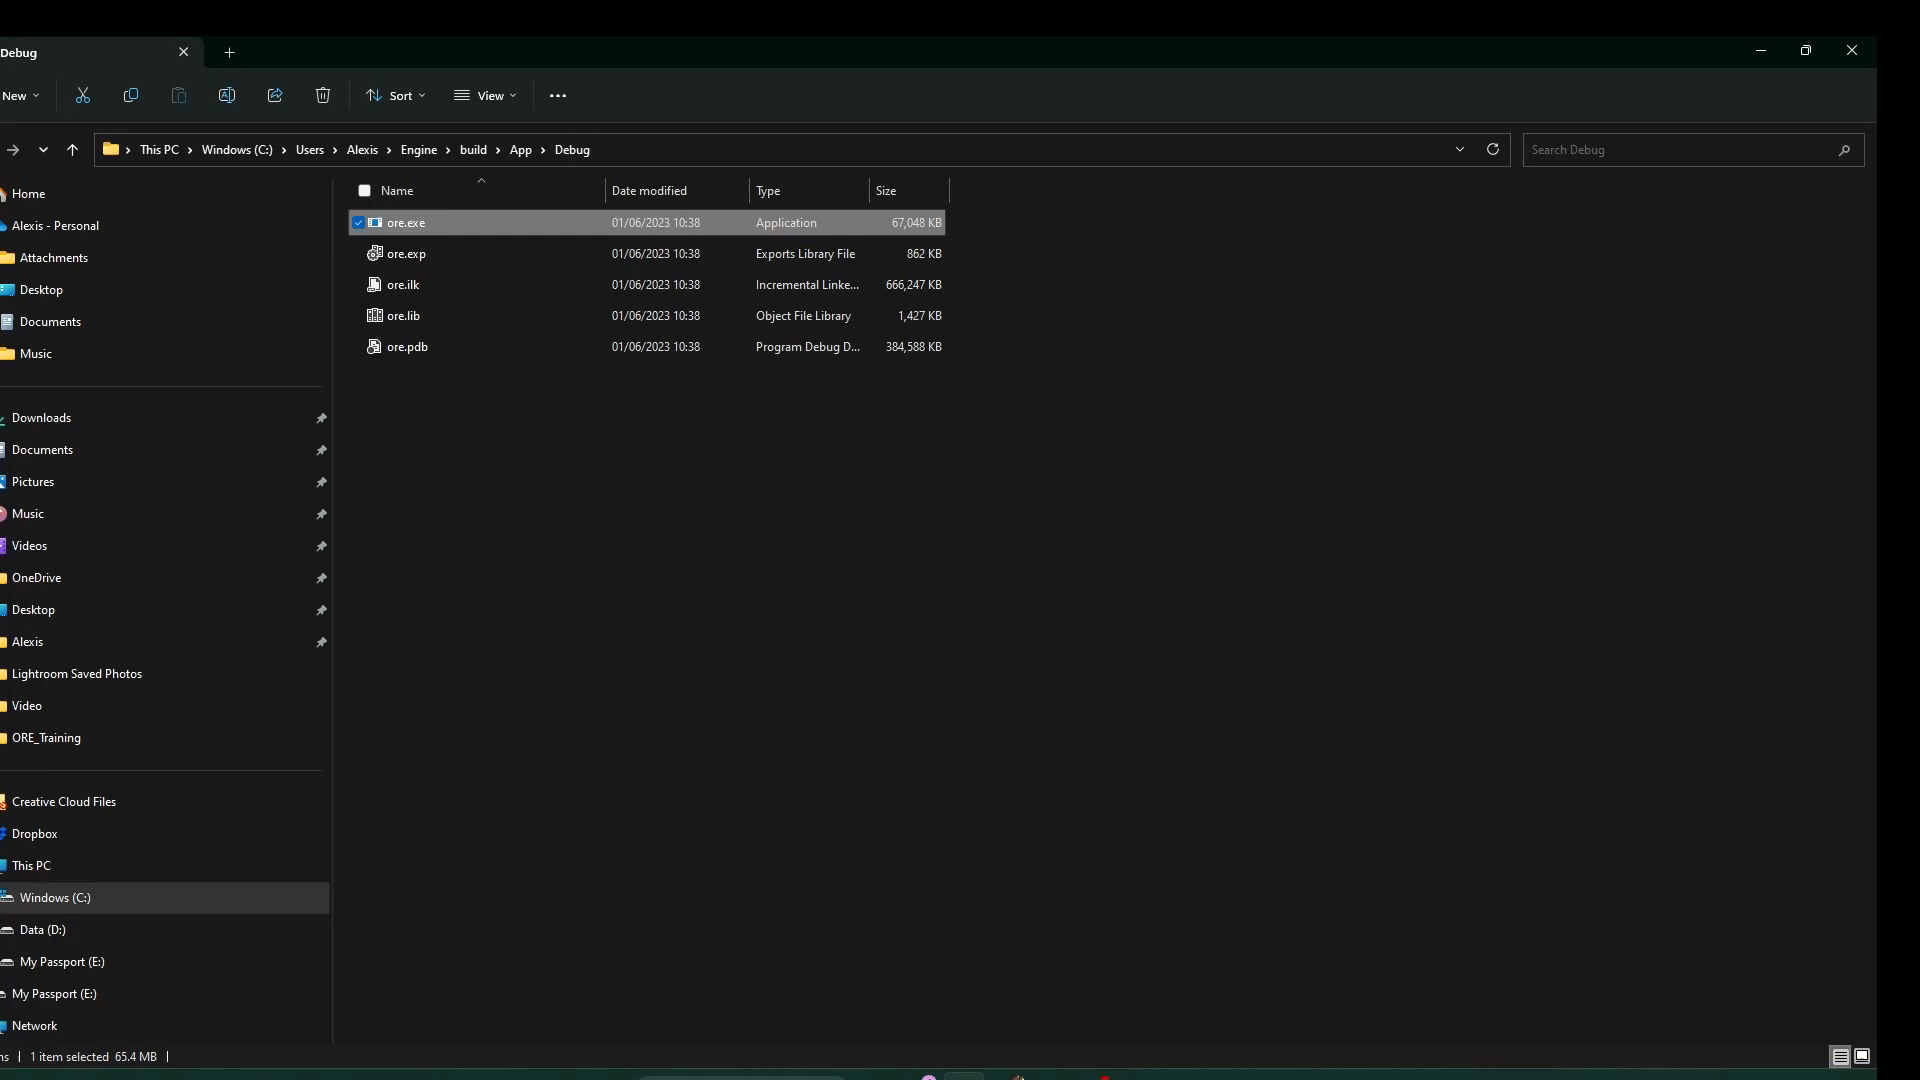 Debug
New Sort View
This PC Windows (C:) Users Alexis Engine build App Debug Search Debug
Home
Alexis - Personal
Attachments
Desktop
Documents
Music
Downloads
Documents
Pictures
Music
Videos
OneDrive
Desktop
Alexis
Lightroom Saved Photos
Video
ORE_Training
Creative Cloud Files
Dropbox
This PC
Windows (C:)
Data (D:)
My Passport (E:)
My Passport (E:)
Network
Name Date modified Type Size
ore.exe 01/06/2023 10:38 Application 67,048 KB
ore.exp 01/06/2023 10:38 Exports Library File 862 KB
ore.ilk 01/06/2023 10:38 Incremental Linke... 666,247 KB
ore.lib 01/06/2023 10:38 Object File Library 1,427 KB
ore.pdb 01/06/2023 10:38 Program Debug D... 384,588 KB
1 item selected 65.4 MB